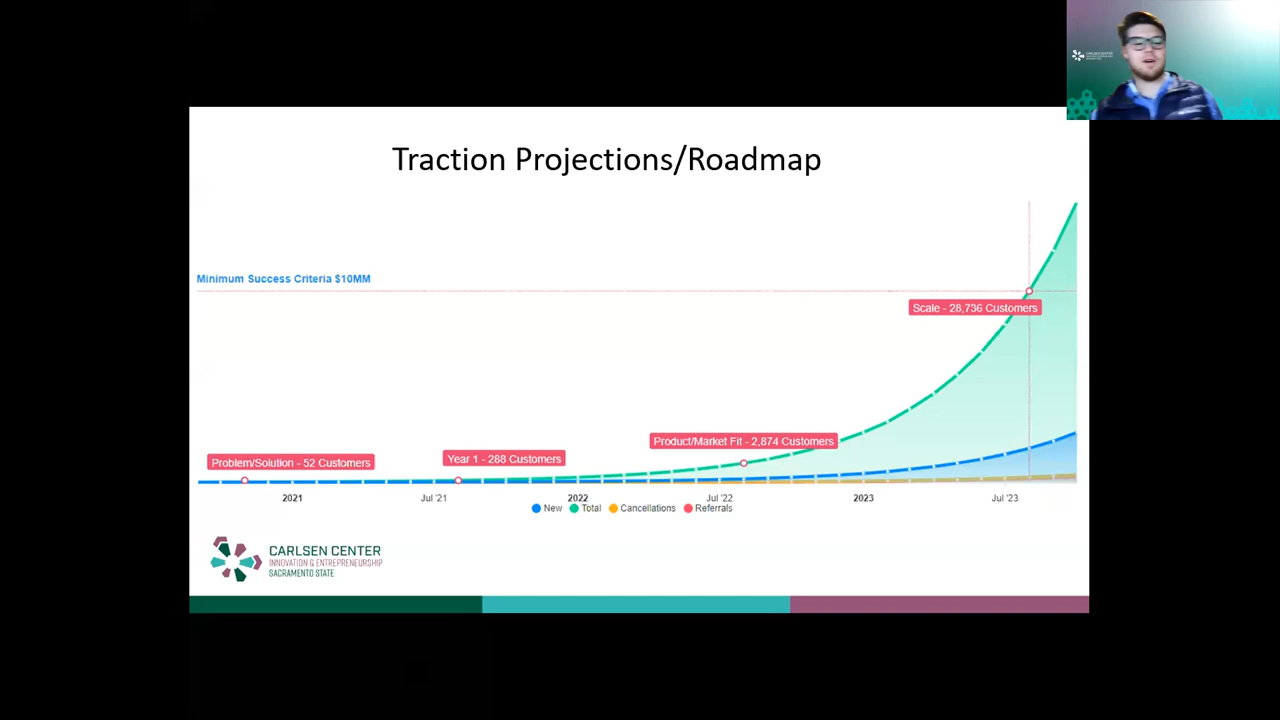 Traction Projections/Roadmap
Minimum Success Criteria $10MM
Scale - 28,736 Customers
Product/Market Fit - 2,874 Customers
Year 1 - 288 Customers
Problem/Solution - 52 Customers
2021 Jul '21 2022 Jul '22 2023 Jul '23
New Total Cancellations Referrals
CARLSEN CENTER
INNOVATION & ENTREPRENEURSHIP
SACRAMENTO STATE
CARLSEN CENTER